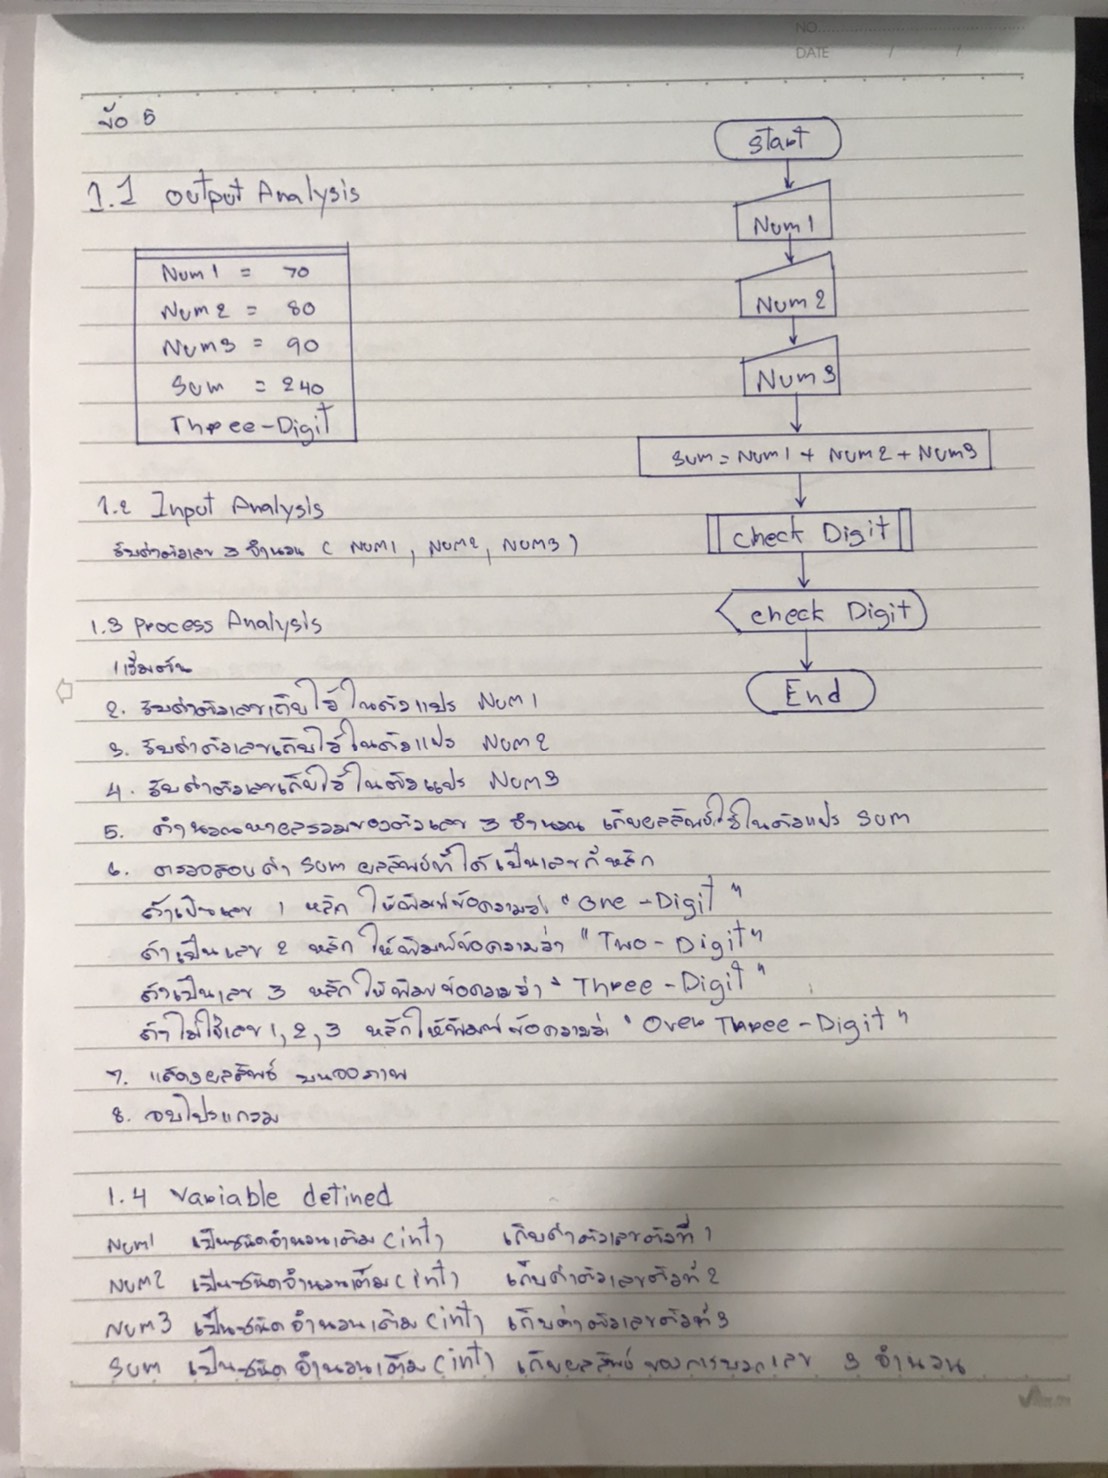 NO.
DATE / /
ข้อ 5
1.1 Output Analysis
Num1 = 70
Num2 = 80
Num3 = 90
Sum = 240
Three-Digit
1.2 Input Analysis
รับค่าตัวเลข 3 จำนวน ( Num1, Num2, Num3 )
1.3 Process Analysis
1 เริ่มต้น
2. รับค่าตัวเลขเก็บไว้ในตัวแปร Num1
3. รับค่าตัวเลขเก็บไว้ในตัวแปร Num2
4. รับค่าตัวเลขเก็บไว้ในตัวแปร Num3
5. คำนวณหาผลรวมของตัวเลข 3 จำนวน เก็บผลลัพธ์ไว้ในตัวแปร Sum
6. ตรวจสอบค่า Sum ผลลัพธ์ที่ได้เป็นเลขกี่หลัก
ถ้าเป็นเลข 1 หลัก ให้พิมพ์ข้อความว่า "One-Digit"
ถ้าเป็นเลข 2 หลัก ให้พิมพ์ข้อความว่า "Two-Digit"
ถ้าเป็นเลข 3 หลัก ให้พิมพ์ข้อความว่า "Three-Digit"
ถ้าไม่ใช่เลข 1,2,3 หลักให้พิมพ์ข้อความว่า "Over Three-Digit"
7. แสดงผลลัพธ์ บนจอภาพ
8. จบโปรแกรม
1.4 Variable defined
Num1 เป็นชนิดจำนวนเต็ม(int) เก็บค่าตัวเลขตัวที่ 1
Num2 เป็นชนิดจำนวนเต็ม(int) เก็บค่าตัวเลขตัวที่ 2
Num3 เป็นชนิดจำนวนเต็ม(int) เก็บค่าตัวเลขตัวที่ 3
Sum เป็นชนิดจำนวนเต็ม(int) เก็บผลลัพธ์ของการบวกเลข 3 จำนวน
Start
Num1
Num2
Num3
Sum = Num1 + Num2 + Num3
check Digit
check Digit
End